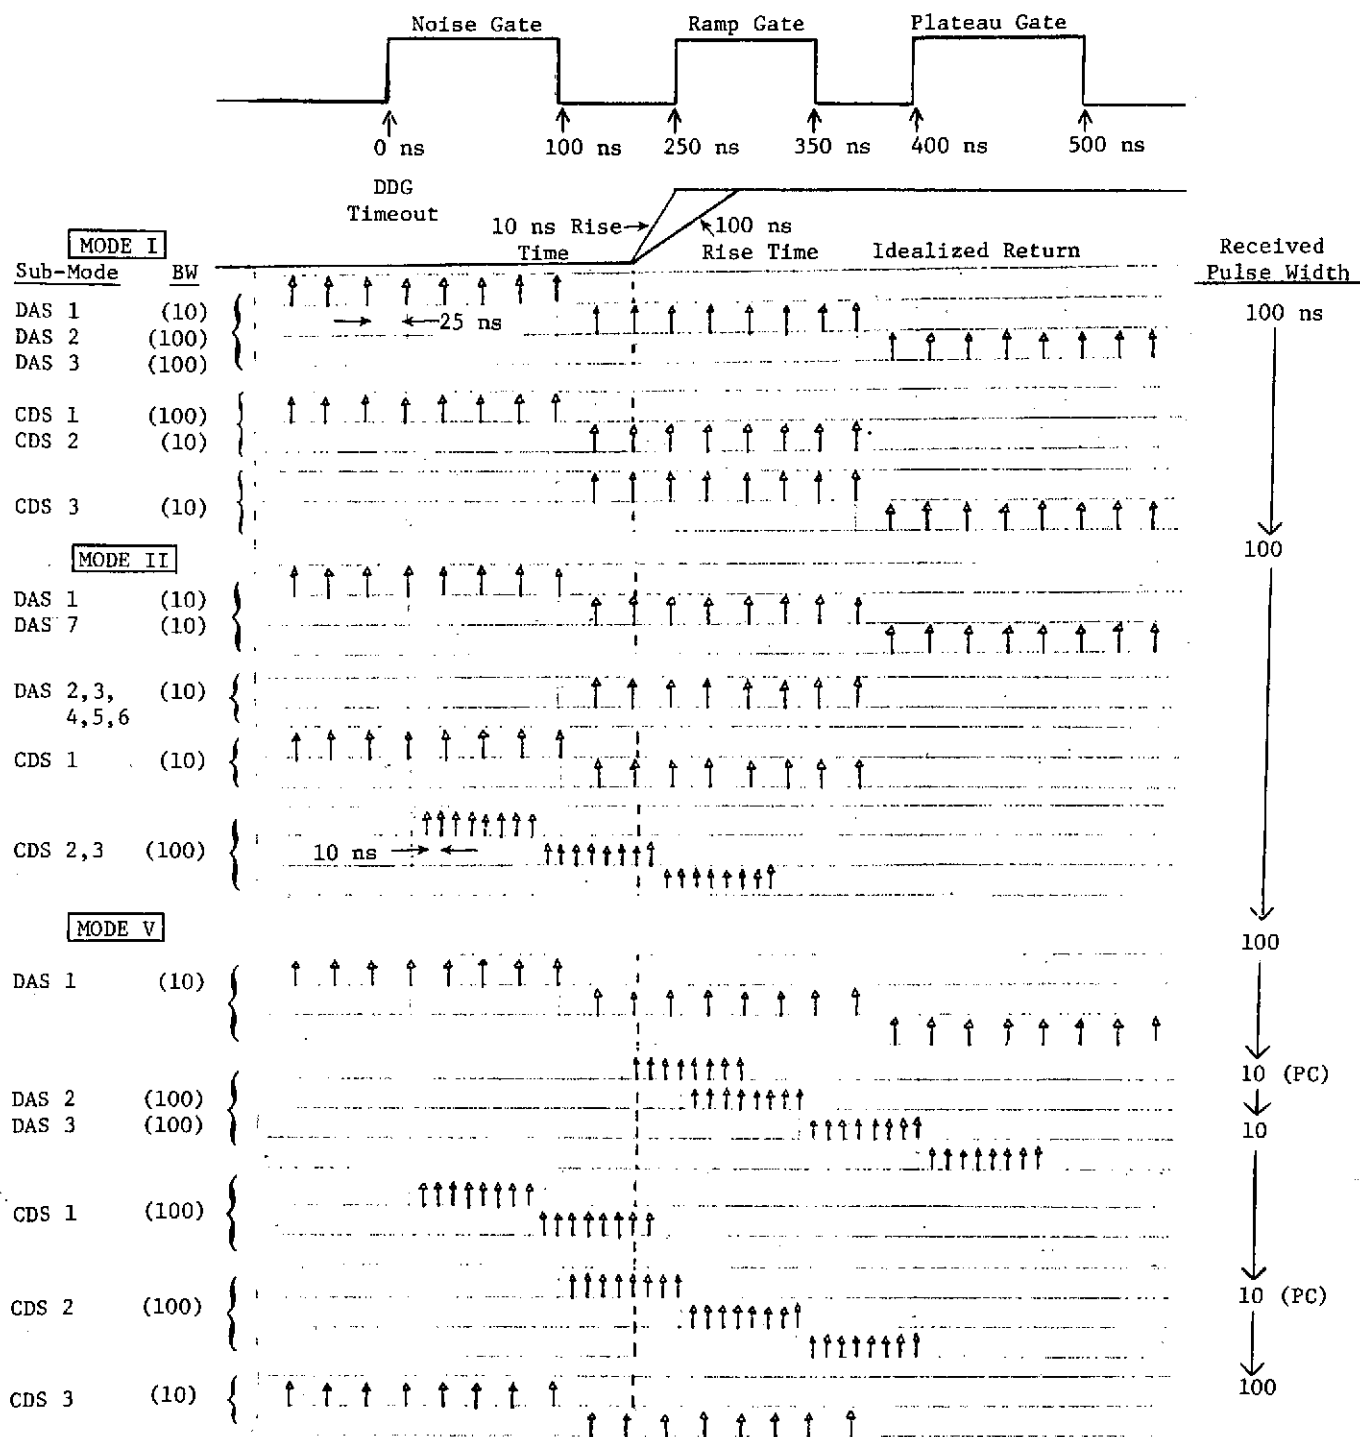 Noise Gate Ramp Gate Plateau Gate
0 ns 100 ns 250 ns 350 ns 400 ns 500 ns
DDG
Timeout
10 ns Rise
Time
100 ns
Rise Time
Idealized Return
Received
Pulse Width
MODE I
Sub-Mode BW
DAS 1 (10)
DAS 2 (100)
DAS 3 (100)
25 ns
100 ns
CDS 1 (100)
CDS 2 (10)
CDS 3 (10)
100
MODE II
DAS 1 (10)
DAS 7 (10)
DAS 2,3, (10)
4,5,6
CDS 1 (10)
CDS 2,3 (100)
10 ns
100
MODE V
DAS 1 (10)
10 (PC)
DAS 2 (100)
DAS 3 (100)
10
CDS 1 (100)
CDS 2 (100)
10 (PC)
CDS 3 (10)
100